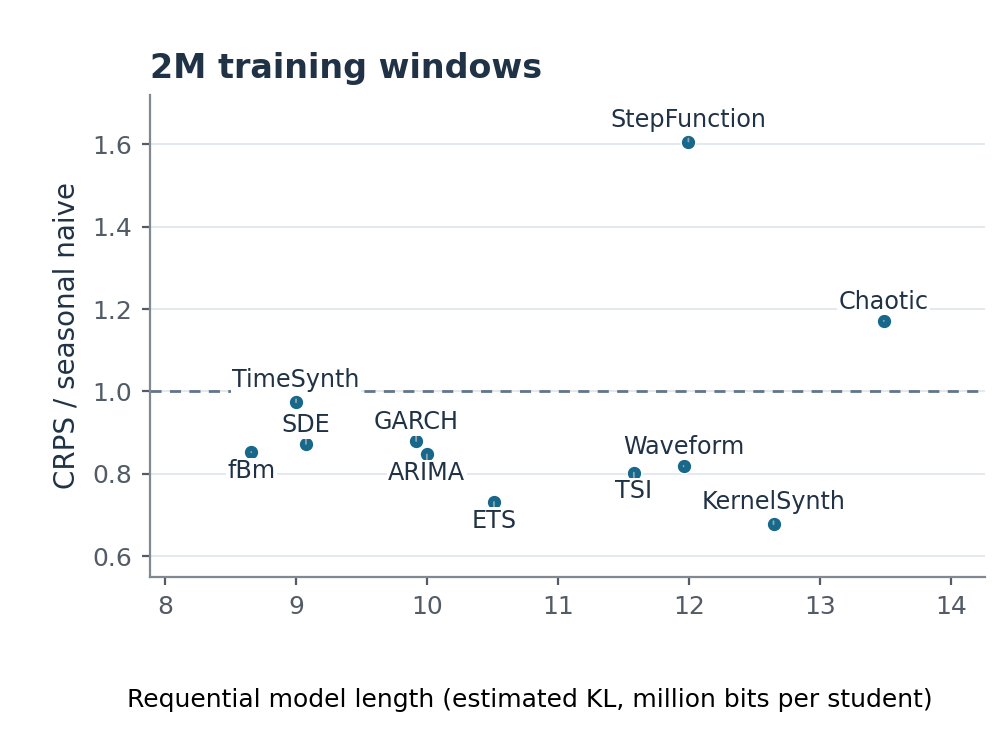 2M training windows
CRPS / seasonal naive
1.6
1.4
1.2
1.0
0.8
0.6
StepFunction
Chaotic
TimeSynth
SDE
GARCH
fBm
ARIMA
Waveform
TSI
KernelSynth
ETS
8 9 10 11 12 13 14
Requential model length (estimated KL, million bits per student)